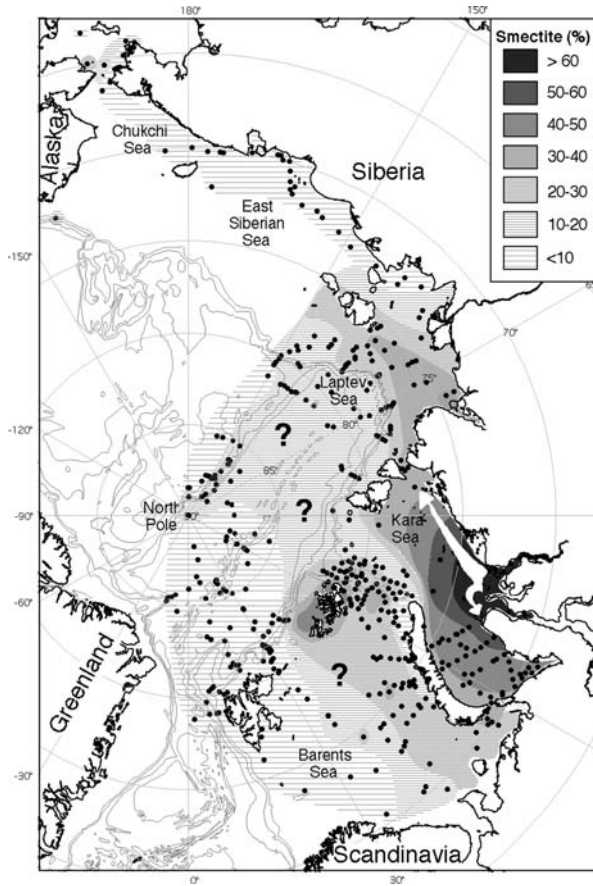 180°
150°
Smectite (%)
> 60
50-60
40-50
30-40
20-30
10-20
<10
Alaska
Chukchi
Sea
Siberia
East
Siberian
Sea
-150°
70°
75°
Laptev
Sea
?
80°
-120°
85°
?
North
Pole
Kara
Sea
-90°
-60°
Greenland
?
-30°
Barents
Sea
30°
0°
Scandinavia